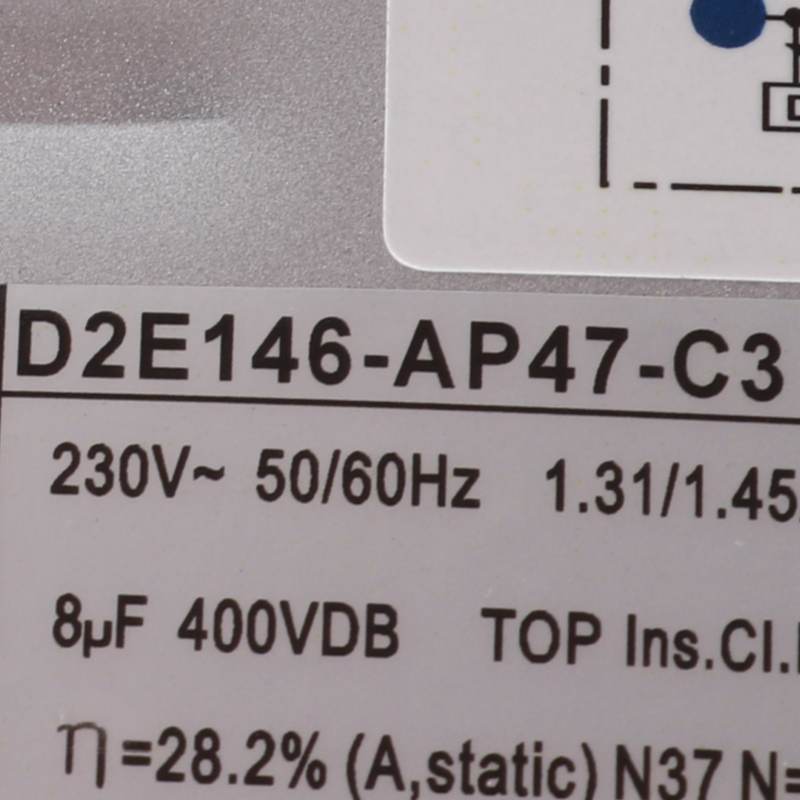 D2E146-AP47-C3
230V~ 50/60Hz 1.31/1.45
8µF 400VDB TOP Ins.Cl.
η=28.2% (A,static) N37 N=